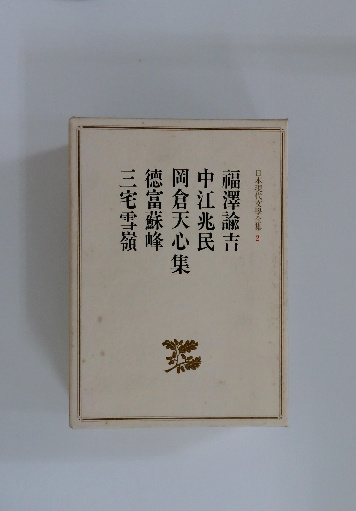 日本現代文學全集 2
福澤諭吉
中江兆民
岡倉天心集
德富蘇峰
三宅雪嶺